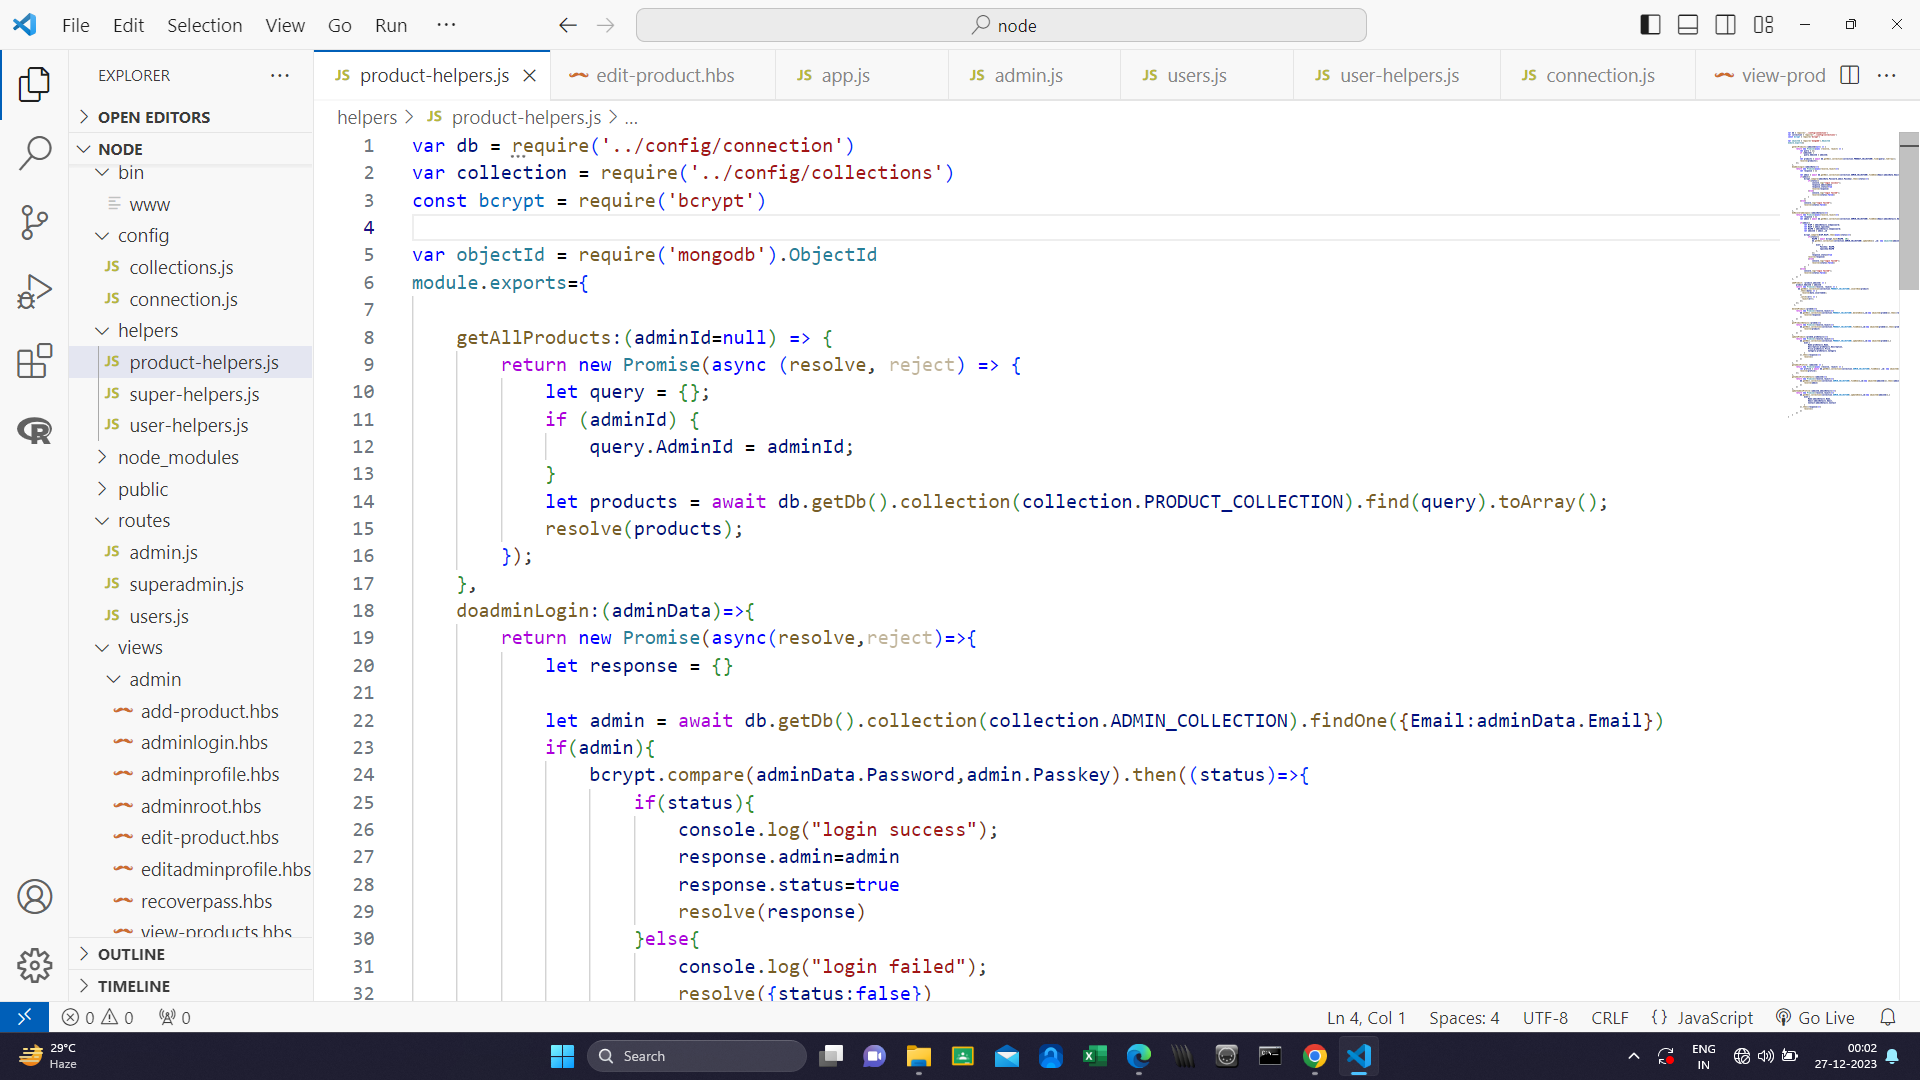 File Edit Selection View Go Run ...
node
EXPLORER ...
OPEN EDITORS
NODE
bin
www
config
JS collections.js
JS connection.js
helpers
JS product-helpers.js
JS super-helpers.js
JS user-helpers.js
node_modules
public
routes
JS admin.js
JS superadmin.js
JS users.js
views
admin
add-product.hbs
adminlogin.hbs
adminprofile.hbs
adminroot.hbs
edit-product.hbs
editadminprofile.hbs
recoverpass.hbs
view-products.hbs
OUTLINE
TIMELINE
JS product-helpers.js edit-product.hbs JS app.js JS admin.js JS users.js JS user-helpers.js JS connection.js view-prod ...
helpers > JS product-helpers.js > ...
1 var db = require('../config/connection')
2 var collection = require('../config/collections')
3 const bcrypt = require('bcrypt')
4
5 var objectId = require('mongodb').ObjectId
6 module.exports={
7
8 getAllProducts:(adminId=null) => {
9 return new Promise(async (resolve, reject) => {
10 let query = {};
11 if (adminId) {
12 query.AdminId = adminId;
13 }
14 let products = await db.getDb().collection(collection.PRODUCT_COLLECTION).find(query).toArray();
15 resolve(products);
16 });
17 },
18 doadminLogin:(adminData)=>{
19 return new Promise(async(resolve,reject)=>{
20 let response = {}
21
22 let admin = await db.getDb().collection(collection.ADMIN_COLLECTION).findOne({Email:adminData.Email})
23 if(admin){
24 bcrypt.compare(adminData.Password,admin.Passkey).then((status)=>{
25 if(status){
26 console.log("login success");
27 response.admin=admin
28 response.status=true
29 resolve(response)
30 }else{
31 console.log("login failed");
32 resolve({status:false})
0 0 0
Ln 4, Col 1 Spaces: 4 UTF-8 CRLF {} JavaScript Go Live
29°C
Haze
Search
ENG
IN
00:02
27-12-2023